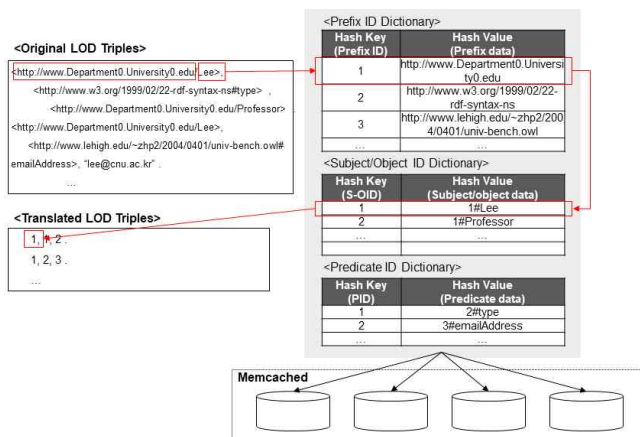 <Original LOD Triples>
<http://www.Department0.University0.edu/Lee>,
<http://www.w3.org/1999/02/22-rdf-syntax-ns#type> ,
<http://www.Department0.University0.edu/Professor> .
<http://www.Department0.University0.edu/Lee>,
<http://www.lehigh.edu/~zhp2/2004/0401/univ-bench.owl#
emailAddress>, "lee@cnu.ac.kr" .
...
<Translated LOD Triples>
1, 1, 2 .
1, 2, 3 .
...
<Prefix ID Dictionary>
Hash Key Hash Value
(Prefix ID) (Prefix data)
1 http://www.Department0.Universi
ty0.edu
2 http://www.w3.org/1999/02/22-
rdf-syntax-ns
3 http://www.lehigh.edu/~zhp2/200
4/0401/univ-bench.owl
... ...
<Subject/Object ID Dictionary>
Hash Key Hash Value
(S-OID) (Subject/object data)
1 1#Lee
2 1#Professor
... ...
<Predicate ID Dictionary>
Hash Key Hash Value
(PID) (Predicate data)
1 2#type
2 3#emailAddress
... ...
Memcached